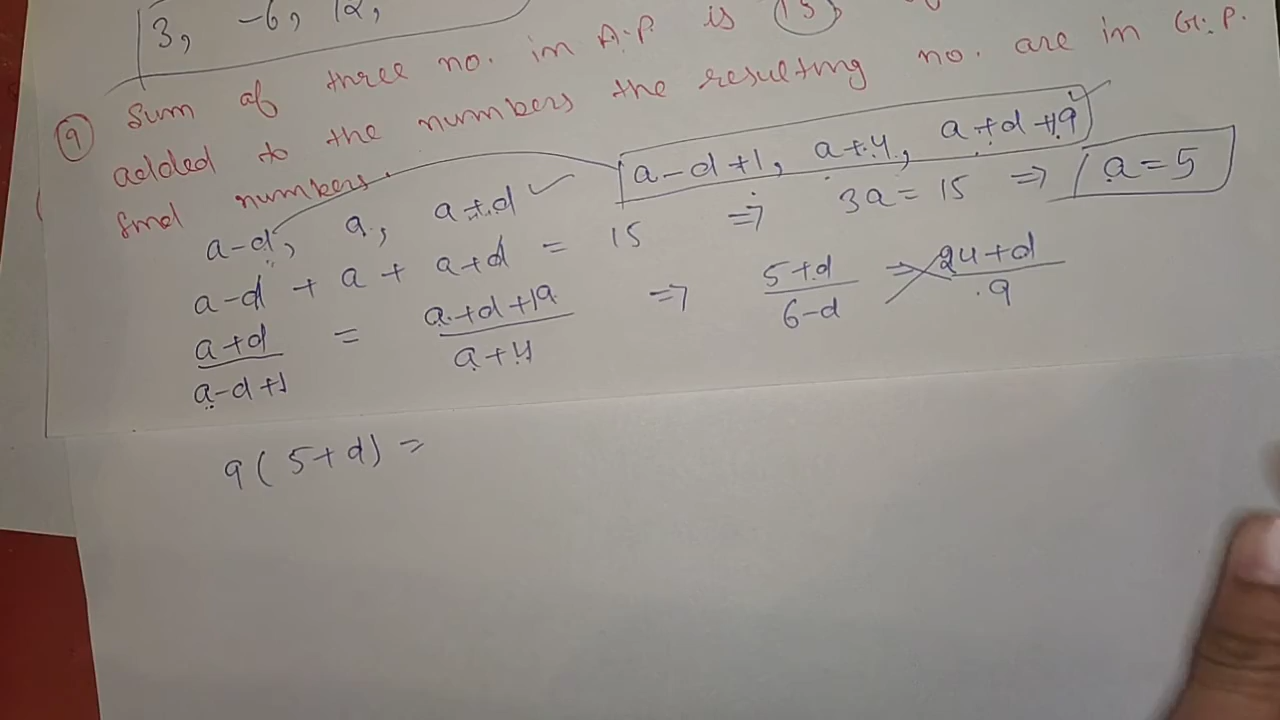 3, -6, 12,
Sum of three no. in A.P is 15,
⑨ added to the numbers the resulting no. are in G.P.
find numbers.
a-d, a, a+d ✓ a-d+1, a+4, a+d+19 ✓
a-d + a + a+d = 15 ⇒ 3a = 15 ⇒ a = 5
a+d/a-d+1 = a+d+19/a+4 ⇒ 5+d/6-d = 24+d/9
9(5+d) =